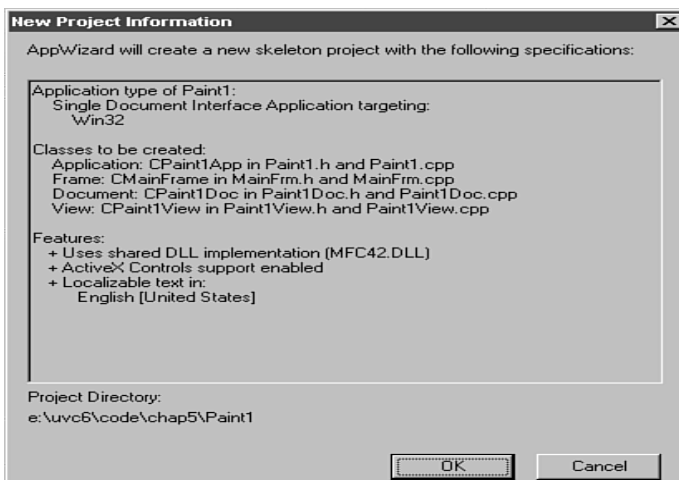 New Project Information
AppWizard will create a new skeleton project with the following specifications:
Application type of Paint1:
Single Document Interface Application targeting:
Win32
Classes to be created:
Application: CPaint1App in Paint1.h and Paint1.cpp
Frame: CMainFrame in MainFrm.h and MainFrm.cpp
Document: CPaint1Doc in Paint1Doc.h and Paint1Doc.cpp
View: CPaint1View in Paint1View.h and Paint1View.cpp
Features:
+ Uses shared DLL implementation (MFC42.DLL)
+ ActiveX Controls support enabled
+ Localizable text in:
English [United States]
Project Directory:
e:\uvc6\code\chap5\Paint1
OK Cancel